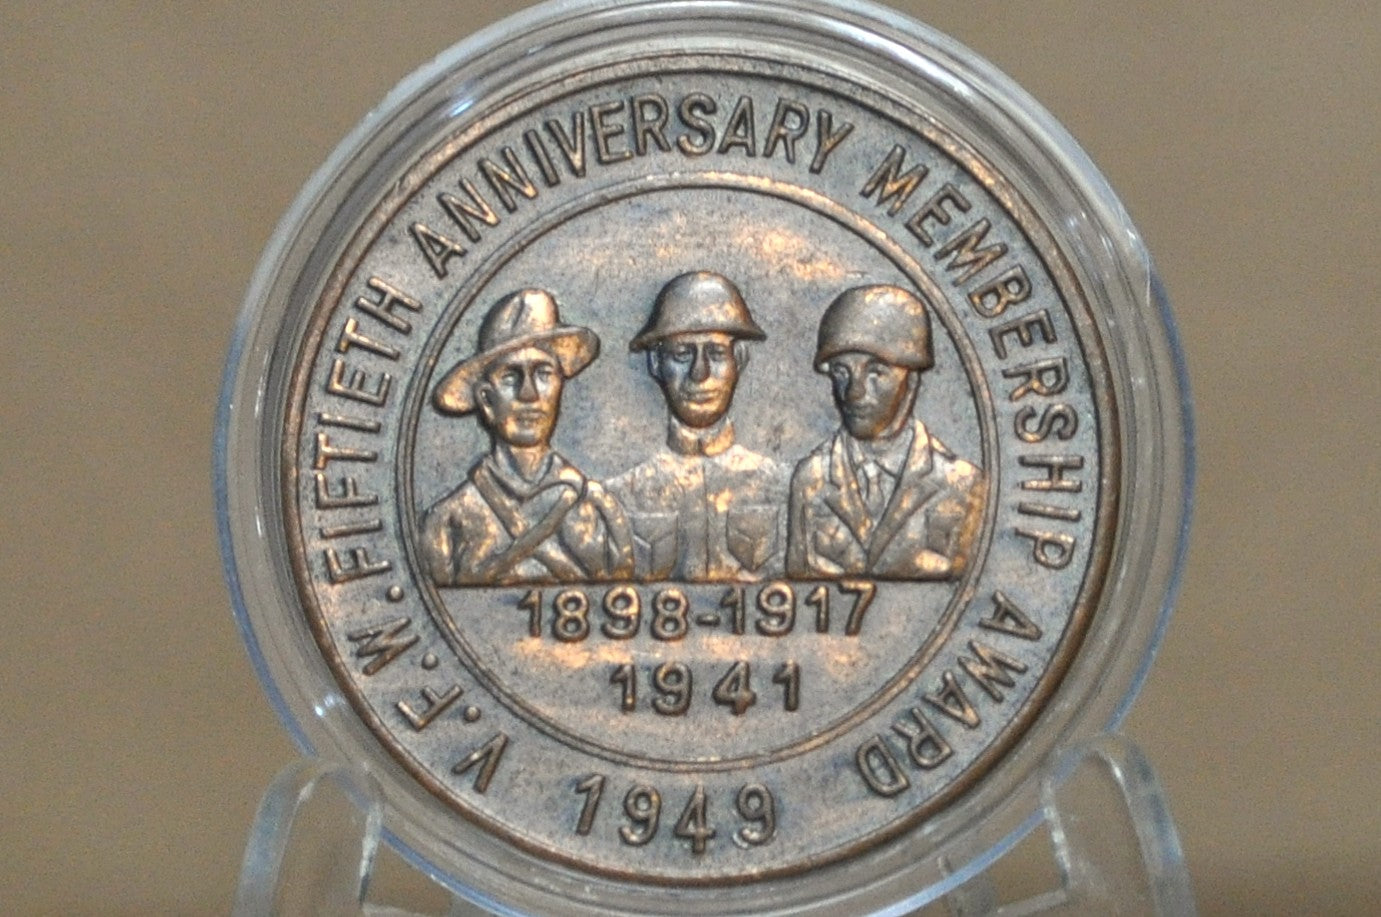 V.F.W. FIFTIETH ANNIVERSARY MEMBERSHIP AWARD
1898-1917
1941
1949